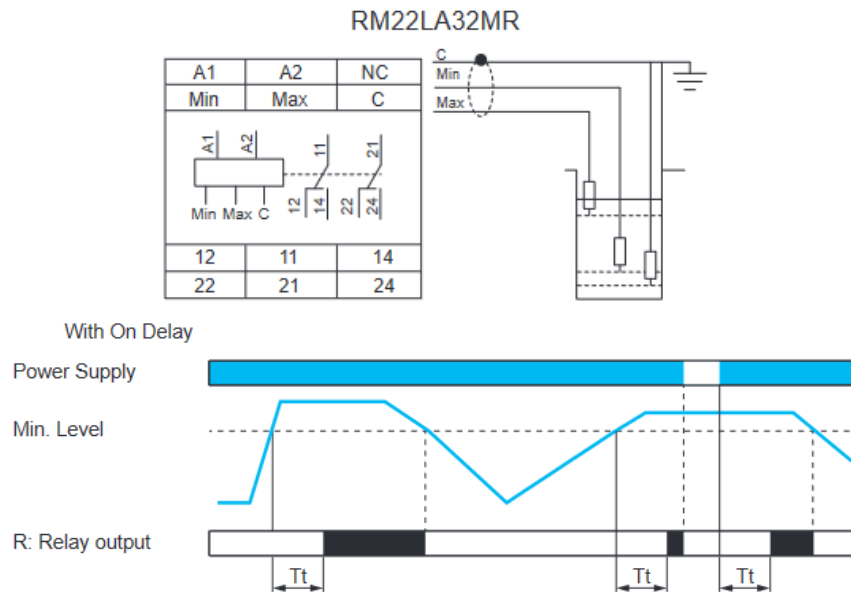 RM22LA32MR
A1 A2 NC
Min Max C
A1 A2 11 21
Min Max C 12 14 22 24
12 11 14
22 21 24
C
Min
Max
With On Delay
Power Supply
Min. Level
R: Relay output
Tt Tt Tt